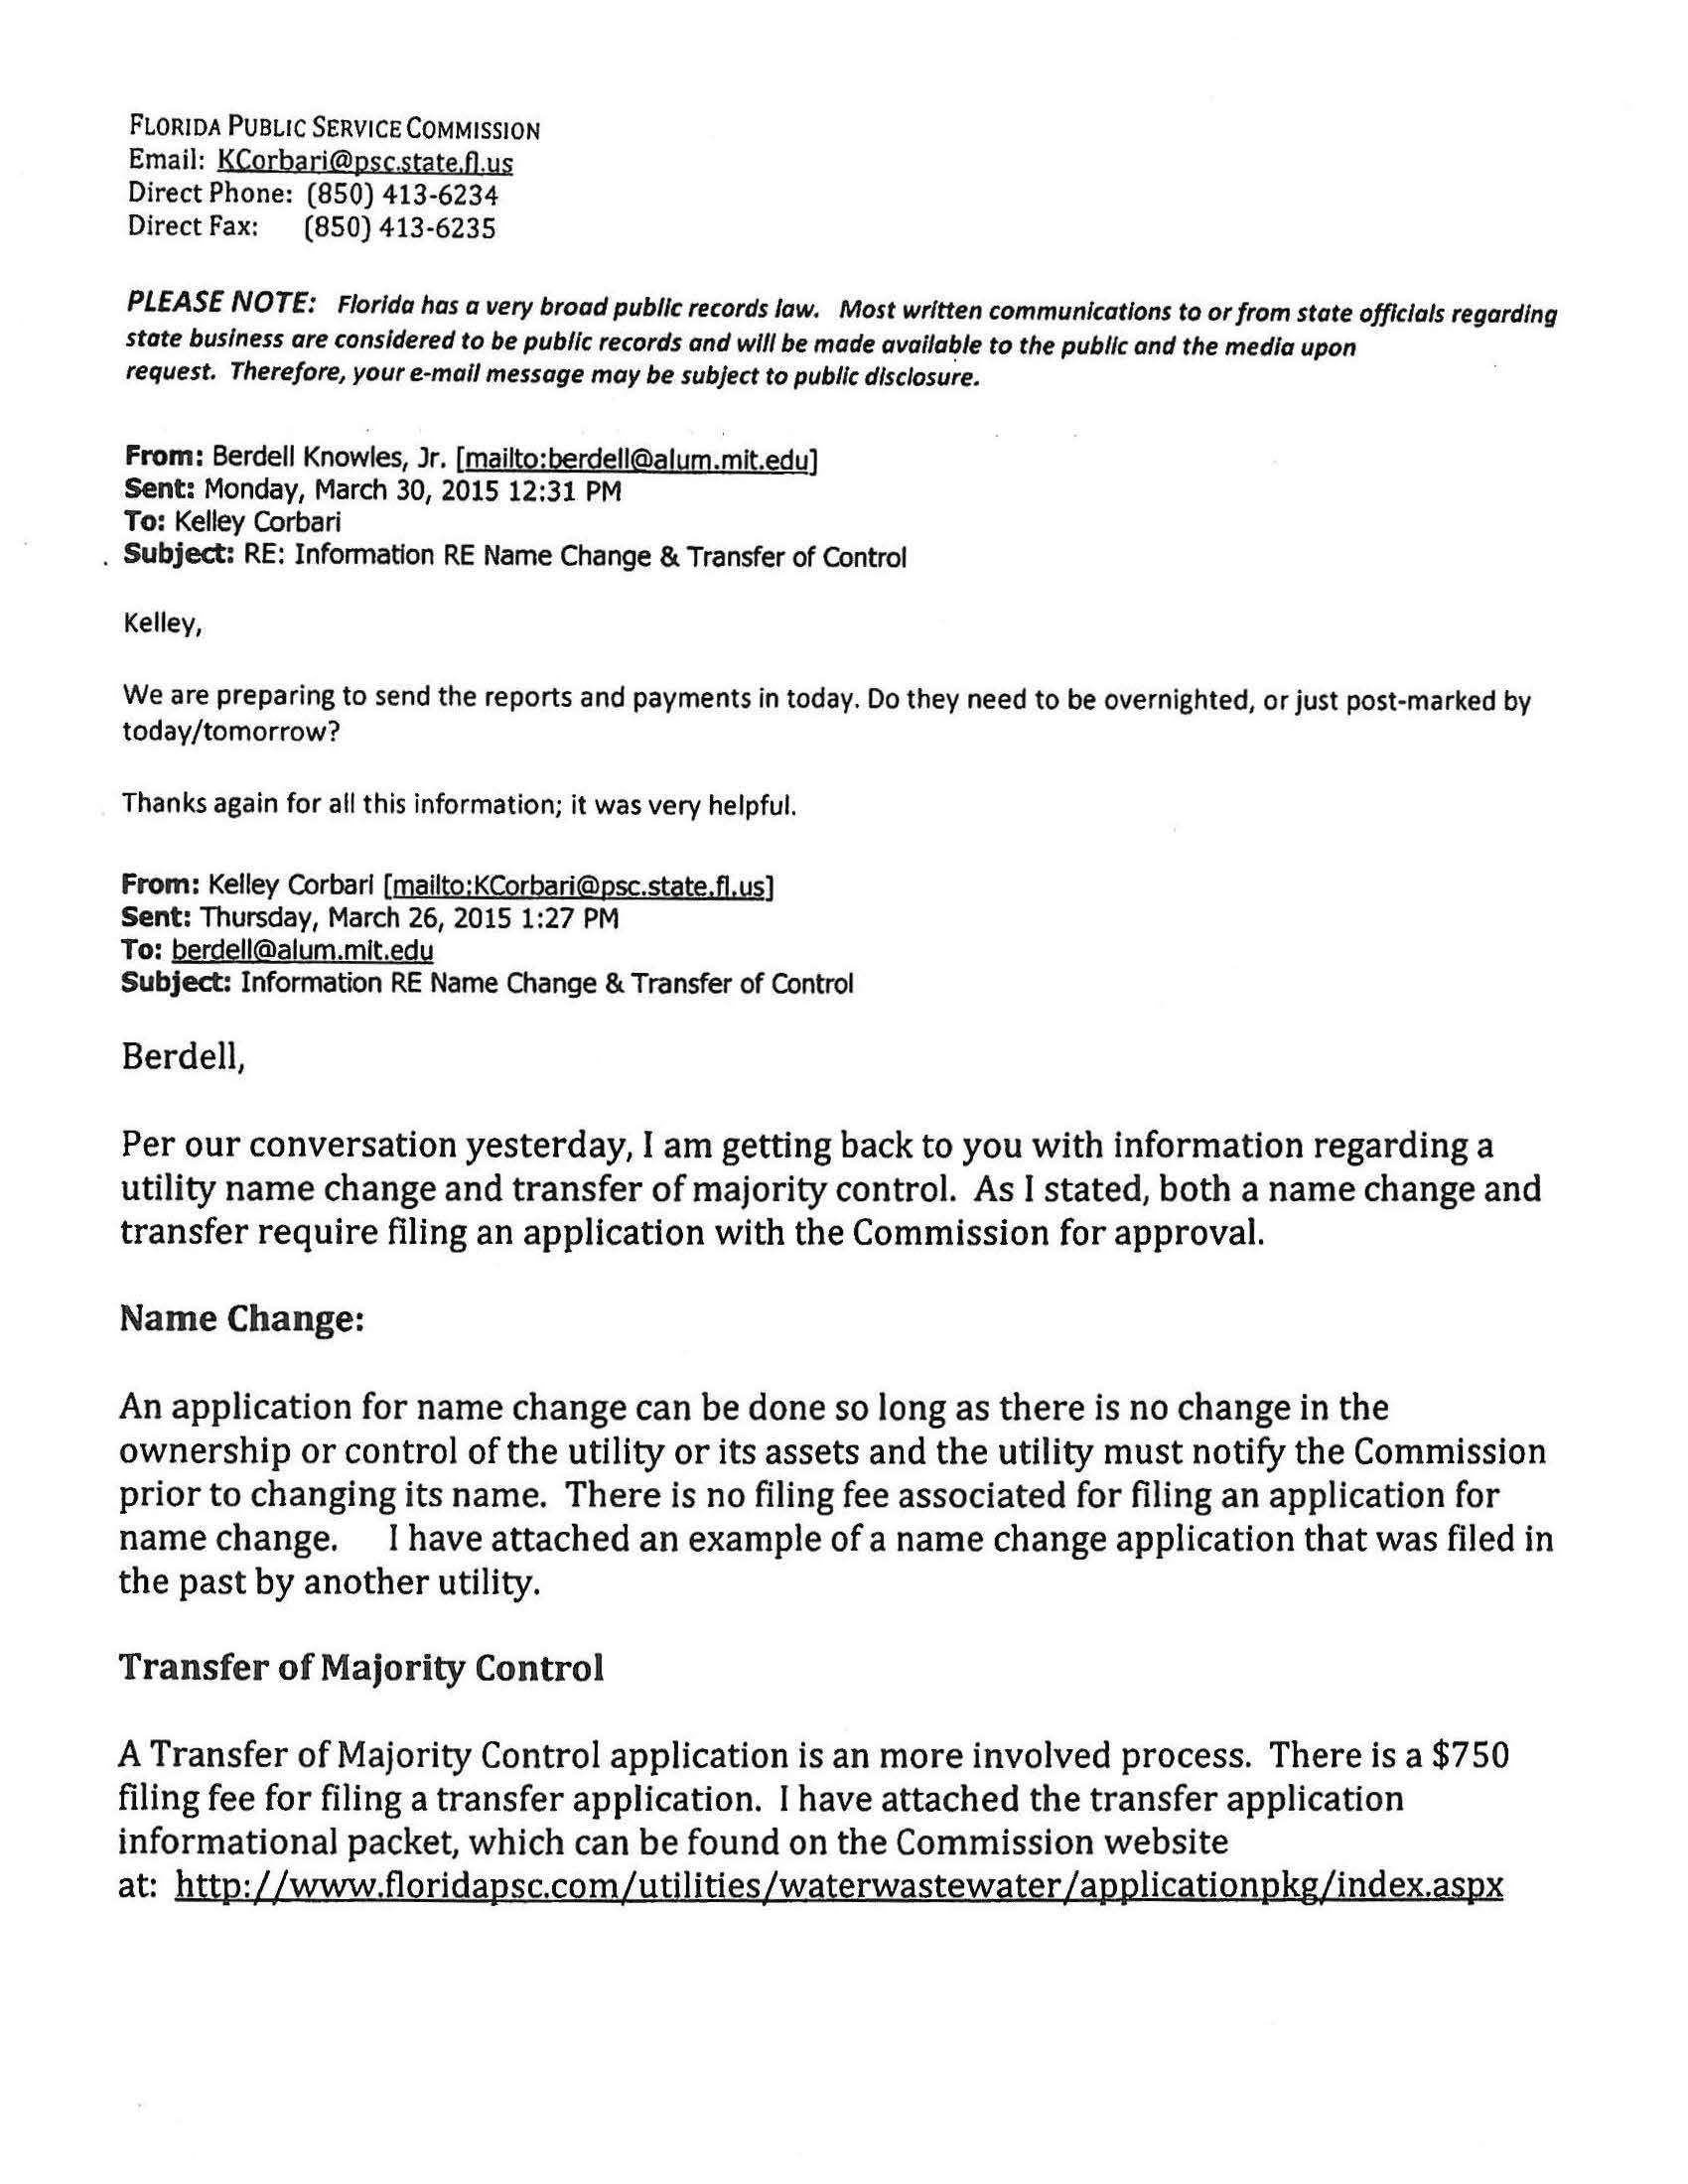 FLORIDA PUBLIC SERVICE COMMISSION
Email: KCorbari@psc.state.fl.us
Direct Phone: (850) 413-6234
Direct Fax: (850) 413-6235
PLEASE NOTE: Florida has a very broad public records law. Most written communications to or from state officials regarding
state business are considered to be public records and will be made available to the public and the media upon
request. Therefore, your e-mail message may be subject to public disclosure.
From: Berdell Knowles, Jr. [mailto:berdell@alum.mit.edu]
Sent: Monday, March 30, 2015 12:31 PM
To: Kelley Corbari
Subject: RE: Information RE Name Change & Transfer of Control
Kelley,
We are preparing to send the reports and payments in today. Do they need to be overnighted, or just post-marked by
today/tomorrow?
Thanks again for all this information; it was very helpful.
From: Kelley Corbari [mailto:KCorbari@psc.state.fl.us]
Sent: Thursday, March 26, 2015 1:27 PM
To: berdell@alum.mit.edu
Subject: Information RE Name Change & Transfer of Control
Berdell,
Per our conversation yesterday, I am getting back to you with information regarding a
utility name change and transfer of majority control. As I stated, both a name change and
transfer require filing an application with the Commission for approval.
Name Change:
An application for name change can be done so long as there is no change in the
ownership or control of the utility or its assets and the utility must notify the Commission
prior to changing its name. There is no filing fee associated for filing an application for
name change. I have attached an example of a name change application that was filed in
the past by another utility.
Transfer of Majority Control
A Transfer of Majority Control application is an more involved process. There is a $750
filing fee for filing a transfer application. I have attached the transfer application
informational packet, which can be found on the Commission website
at: http://www.floridapsc.com/utilities/waterwastewater/applicationpkg/index.aspx